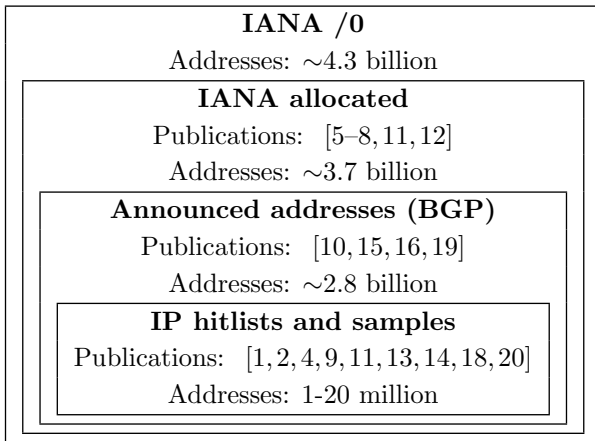 IANA /0
Addresses: ∼4.3 billion
IANA allocated
Publications: [5–8, 11, 12]
Addresses: ∼3.7 billion
Announced addresses (BGP)
Publications: [10, 15, 16, 19]
Addresses: ∼2.8 billion
IP hitlists and samples
Publications: [1, 2, 4, 9, 11, 13, 14, 18, 20]
Addresses: 1-20 million